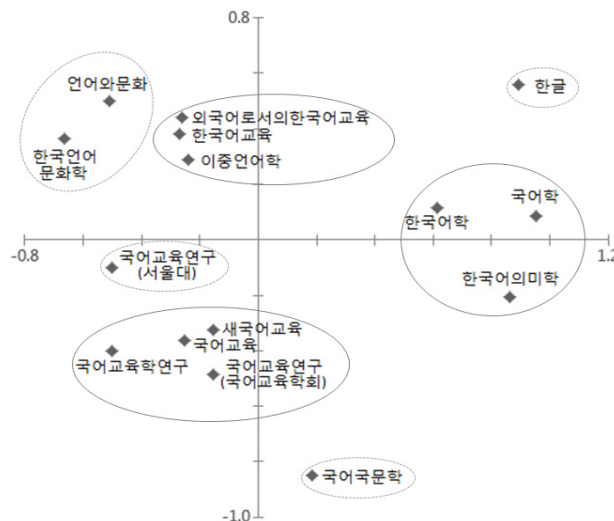 0.8
언어와문화
한글
외국어로서의한국어교육
한국어교육
한국언어
문화학
이중언어학
국어학
한국어학
-0.8
1.2
국어교육연구
(서울대)
한국어의미학
새국어교육
국어교육
국어교육학연구
국어교육연구
(국어교육학회)
국어국문학
-1.0